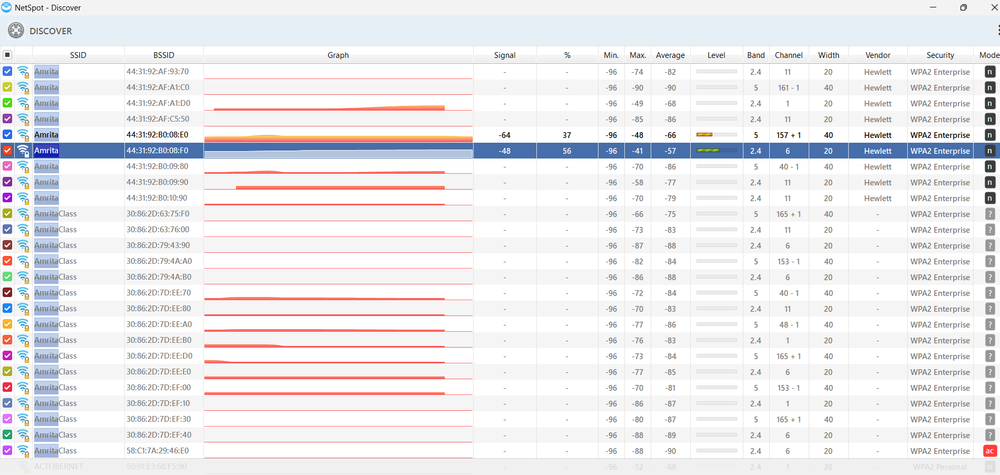 NetSpot - Discover
DISCOVER
SSID BSSID Graph Signal % Min. Max. Average Level Band Channel Width Vendor Security Mode
Amrita 44:31:92:AF:93:70 - - -96 -74 -82 2.4 11 20 Hewlett WPA2 Enterprise n
Amrita 44:31:92:AF:A1:C0 - - -96 -90 -90 5 161 - 1 40 Hewlett WPA2 Enterprise n
Amrita 44:31:92:AF:A1:D0 - - -96 -49 -68 2.4 1 20 Hewlett WPA2 Enterprise n
Amrita 44:31:92:AF:C5:50 - - -96 -85 -86 2.4 11 20 Hewlett WPA2 Enterprise n
Amrita 44:31:92:B0:08:E0 -64 37 -96 -48 -66 5 157 + 1 40 Hewlett WPA2 Enterprise n
Amrita 44:31:92:B0:08:F0 -48 56 -96 -41 -57 2.4 6 20 Hewlett WPA2 Enterprise n
Amrita 44:31:92:B0:09:80 - - -96 -70 -86 5 40 - 1 40 Hewlett WPA2 Enterprise n
Amrita 44:31:92:B0:09:90 - - -96 -58 -77 2.4 11 20 Hewlett WPA2 Enterprise n
Amrita 44:31:92:B0:10:90 - - -96 -70 -79 2.4 11 20 Hewlett WPA2 Enterprise n
AmritaClass 30:86:2D:63:75:F0 - - -96 -66 -75 5 165 + 1 40 - WPA2 Enterprise ?
AmritaClass 30:86:2D:63:76:00 - - -96 -73 -83 2.4 11 20 - WPA2 Enterprise ?
AmritaClass 30:86:2D:79:43:90 - - -96 -87 -88 2.4 6 20 - WPA2 Enterprise ?
AmritaClass 30:86:2D:79:4A:A0 - - -96 -82 -84 5 153 - 1 40 - WPA2 Enterprise ?
AmritaClass 30:86:2D:79:4A:B0 - - -96 -86 -88 2.4 6 20 - WPA2 Enterprise ?
AmritaClass 30:86:2D:7D:EE:70 - - -96 -72 -84 5 40 - 1 40 - WPA2 Enterprise ?
AmritaClass 30:86:2D:7D:EE:80 - - -96 -70 -83 2.4 11 20 - WPA2 Enterprise ?
AmritaClass 30:86:2D:7D:EE:A0 - - -96 -77 -86 5 48 - 1 40 - WPA2 Enterprise ?
AmritaClass 30:86:2D:7D:EE:B0 - - -96 -76 -83 2.4 1 20 - WPA2 Enterprise ?
AmritaClass 30:86:2D:7D:EE:D0 - - -96 -73 -84 5 165 + 1 40 - WPA2 Enterprise ?
AmritaClass 30:86:2D:7D:EE:E0 - - -96 -77 -85 2.4 6 20 - WPA2 Enterprise ?
AmritaClass 30:86:2D:7D:EF:00 - - -96 -70 -81 5 153 - 1 40 - WPA2 Enterprise ?
AmritaClass 30:86:2D:7D:EF:10 - - -96 -86 -87 2.4 1 20 - WPA2 Enterprise ?
AmritaClass 30:86:2D:7D:EF:30 - - -96 -80 -87 5 165 + 1 40 - WPA2 Enterprise ?
AmritaClass 30:86:2D:7D:EF:40 - - -96 -88 -89 2.4 6 20 - WPA2 Enterprise ?
AmritaClass 58:C1:7A:29:46:E0 - - -96 -88 -90 2.4 6 20 - WPA2 Enterprise ac
ACTFIBERNET 50:91:E3:68:F5:90 - - -96 -52 -68 2.4 1 20 - WPA2 Personal n